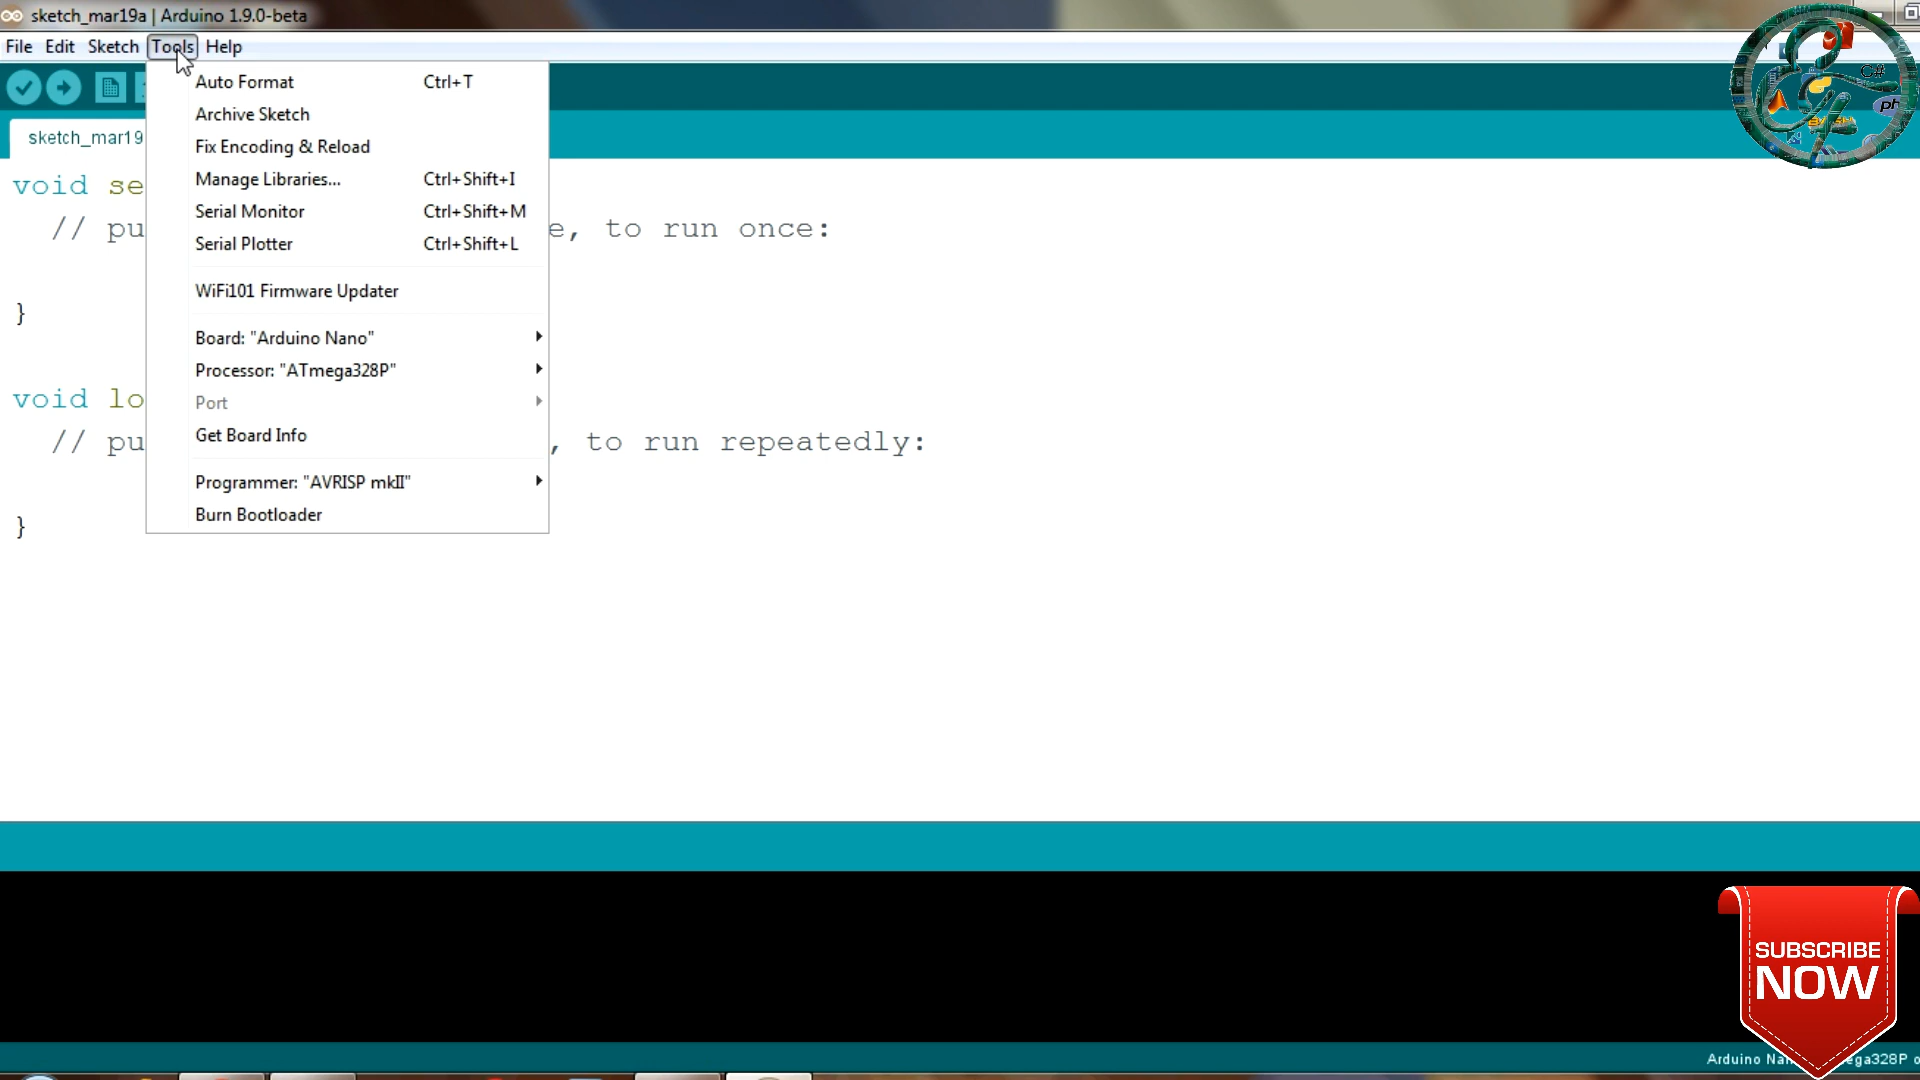 sketch_mar19a | Arduino 1.9.0-beta
File Edit Sketch Tools Help
Auto Format Ctrl+T
Archive Sketch
Fix Encoding & Reload
Manage Libraries... Ctrl+Shift+I
Serial Monitor Ctrl+Shift+M
Serial Plotter Ctrl+Shift+L
WiFi101 Firmware Updater
Board: "Arduino Nano"
Processor: "ATmega328P"
Port
Get Board Info
Programmer: "AVRISP mkII"
Burn Bootloader
sketch_mar19
void se
// pu e, to run once:
}
void lo
// pu , to run repeatedly:
}
C#
ph
SUBSCRIBE
NOW
Arduino Na ega328P o